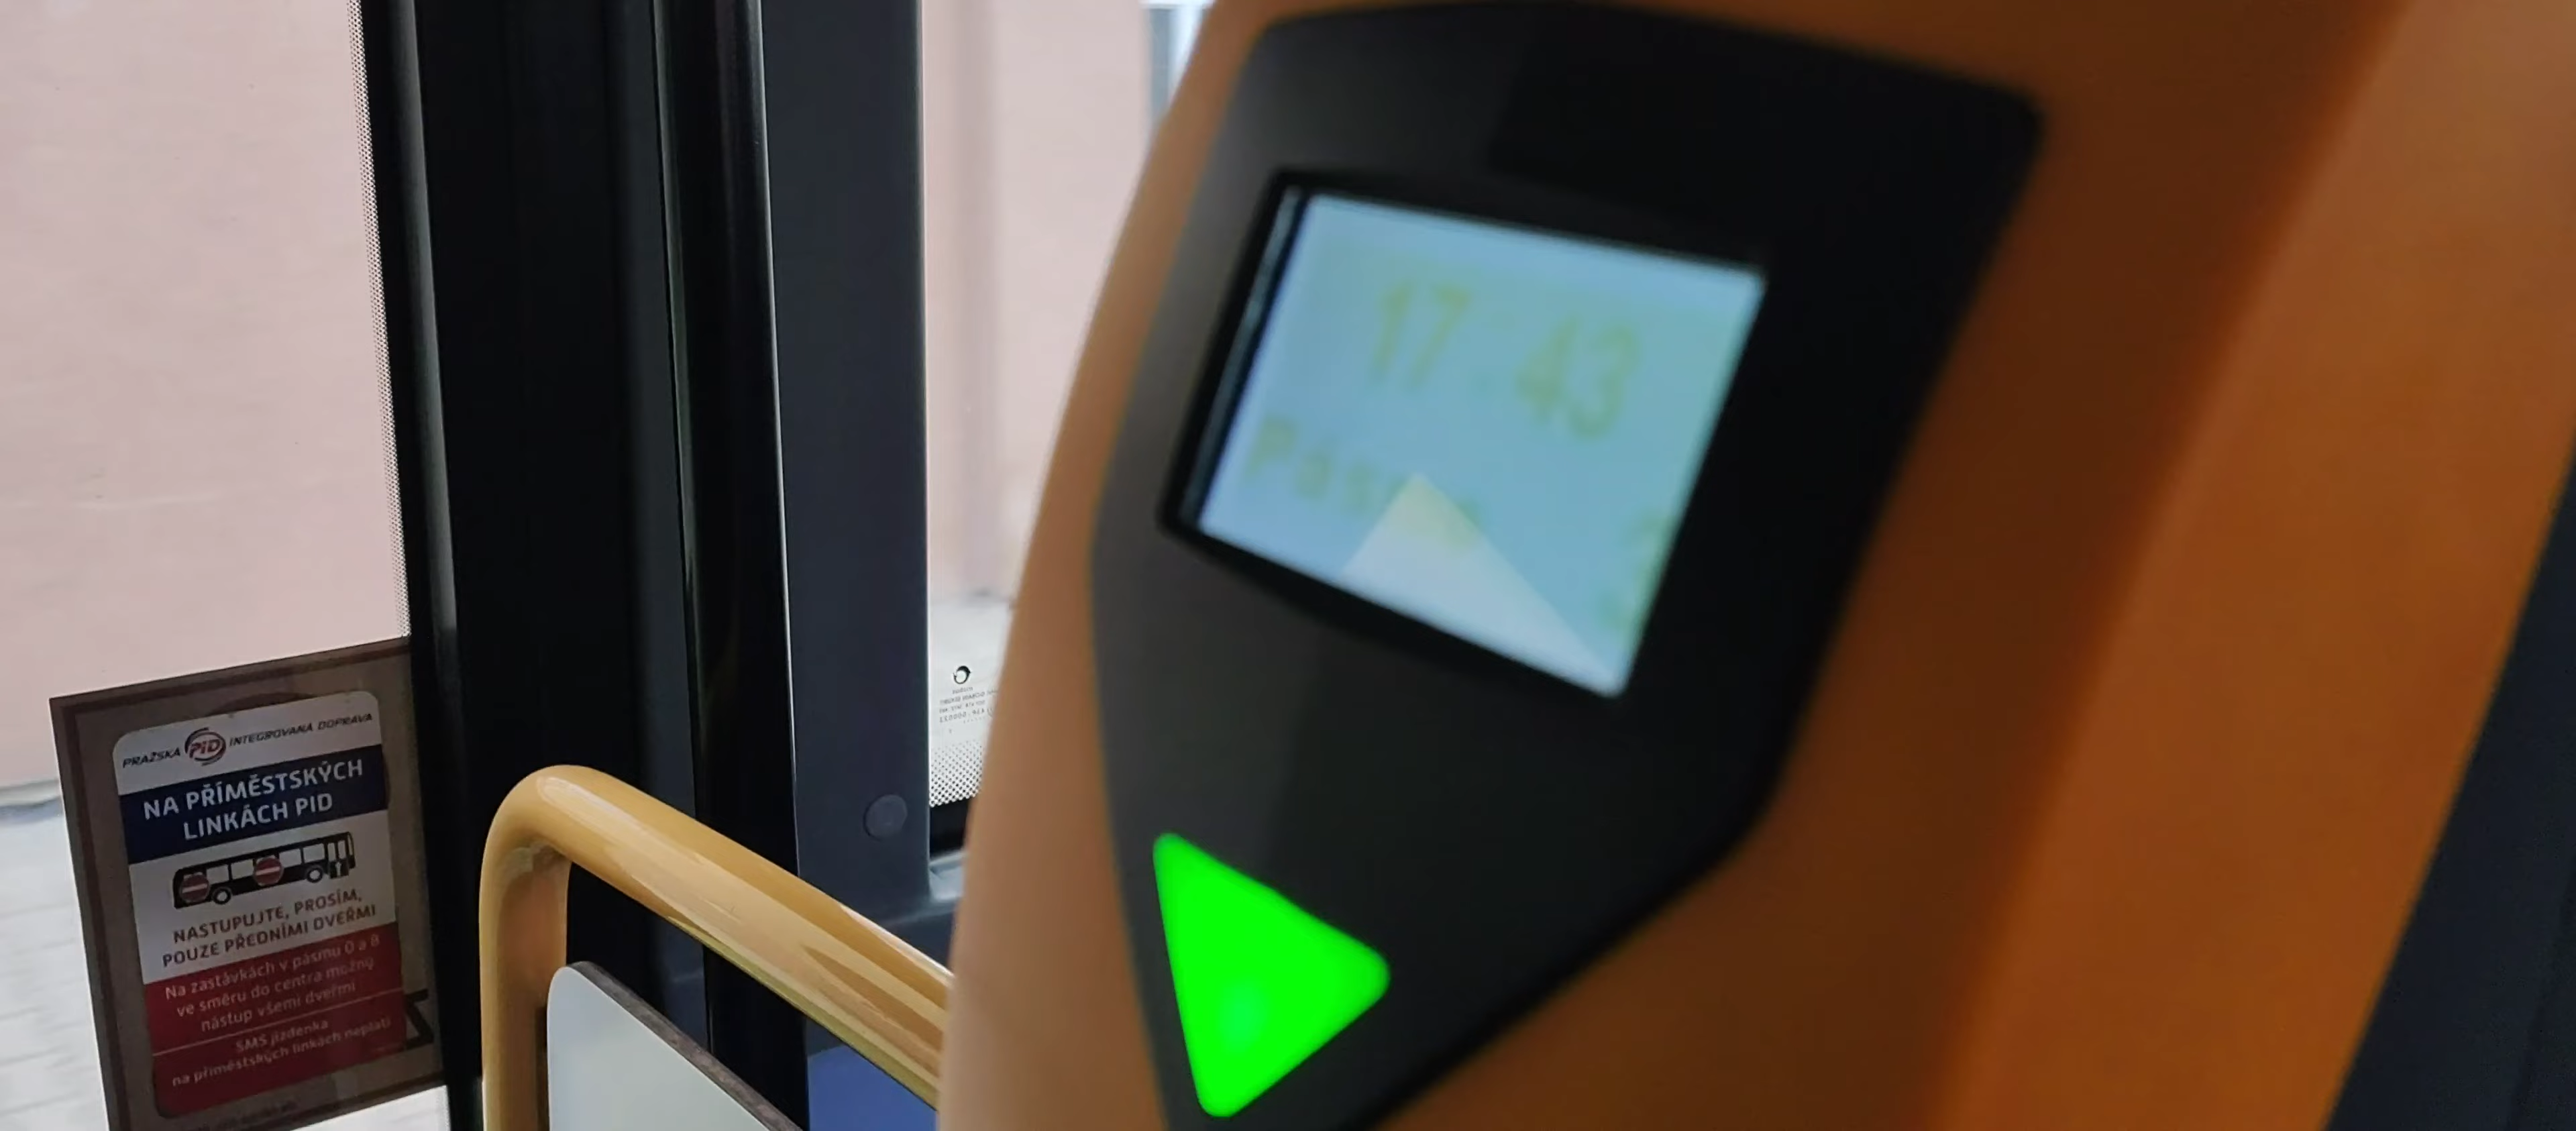 PRAŽSKÁ PID INTEGROVANÁ DOPRAVA
NA PŘÍMĚSTSKÝCH
LINKÁCH PID
NASTUPUJTE, PROSÍM,
POUZE PŘEDNÍMI DVEŘMI
Na zastávkách v pásmu 0 a B
ve směru do centra možný
nástup všemi dveřmi
SMS jízdenka
na příměstských linkách neplatí
17:43